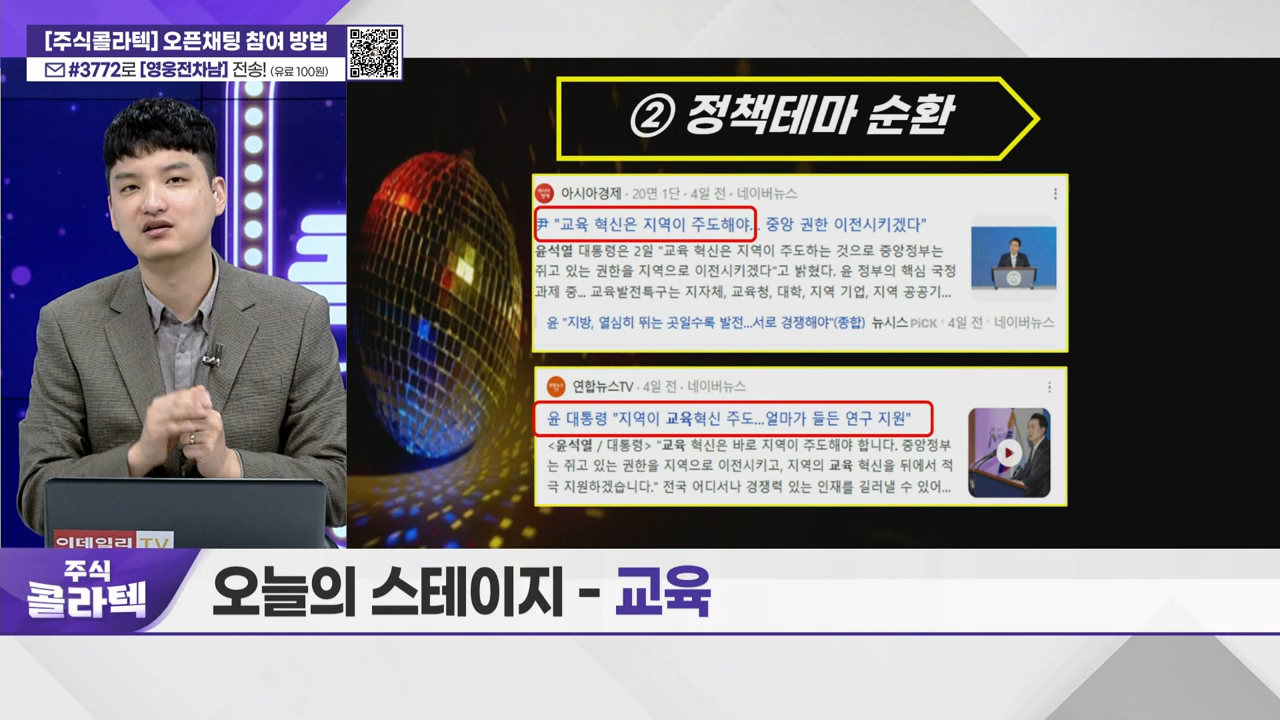 [주식콜라텍] 오픈채팅 참여 방법
#3772로 [영웅전차남] 전송! (유료 100원)
② 정책테마 순환
아시아경제 · 20면 1단 · 4일 전 · 네이버뉴스
尹 "교육 혁신은 지역이 주도해야... 중앙 권한 이전시키겠다"
윤석열 대통령은 2일 "교육 혁신은 지역이 주도하는 것으로 중앙정부는
쥐고 있는 권한을 지역으로 이전시키겠다"고 밝혔다. 윤 정부의 핵심 국정
과제 중... 교육발전특구는 지자체, 교육청, 대학, 지역 기업, 지역 공공기...
윤 "지방, 열심히 뛰는 곳일수록 발전...서로 경쟁해야"(종합) 뉴시스 PiCK · 4일 전 · 네이버뉴스
연합뉴스TV · 4일 전 · 네이버뉴스
윤 대통령 "지역이 교육혁신 주도...얼마가 들든 연구 지원"
<윤석열 / 대통령> "교육 혁신은 바로 지역이 주도해야 합니다. 중앙정부
는 쥐고 있는 권한을 지역으로 이전시키고, 지역의 교육 혁신을 뒤에서 적
극 지원하겠습니다." 전국 어디서나 경쟁력 있는 인재를 길러낼 수 있어...
이데일리 TV
주식
콜라텍
오늘의 스테이지 - 교육